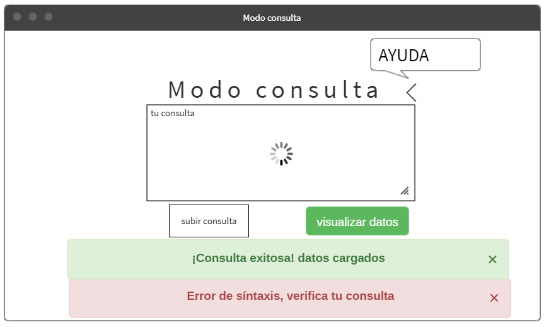 Modo consulta
AYUDA
Modo consulta
tu consulta
subir consulta
visualizar datos
¡Consulta exitosa! datos cargados
Error de síntaxis, verifica tu consulta